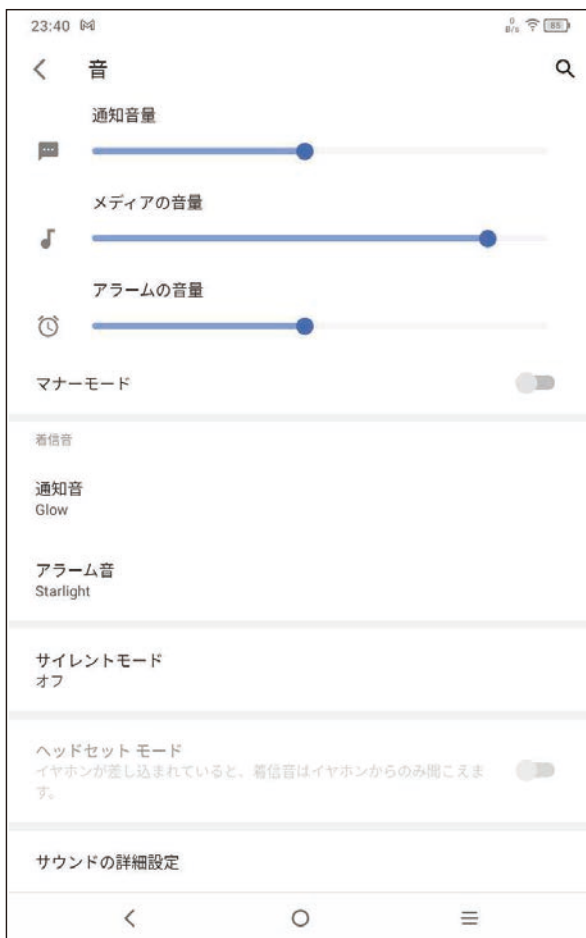 23:40
0
B/s
85
音
通知音量
メディアの音量
アラームの音量
マナーモード
着信音
通知音
Glow
アラーム音
Starlight
サイレントモード
オフ
ヘッドセット モード
イヤホンが差し込まれていると、着信音はイヤホンからのみ聞こえま
す。
サウンドの詳細設定